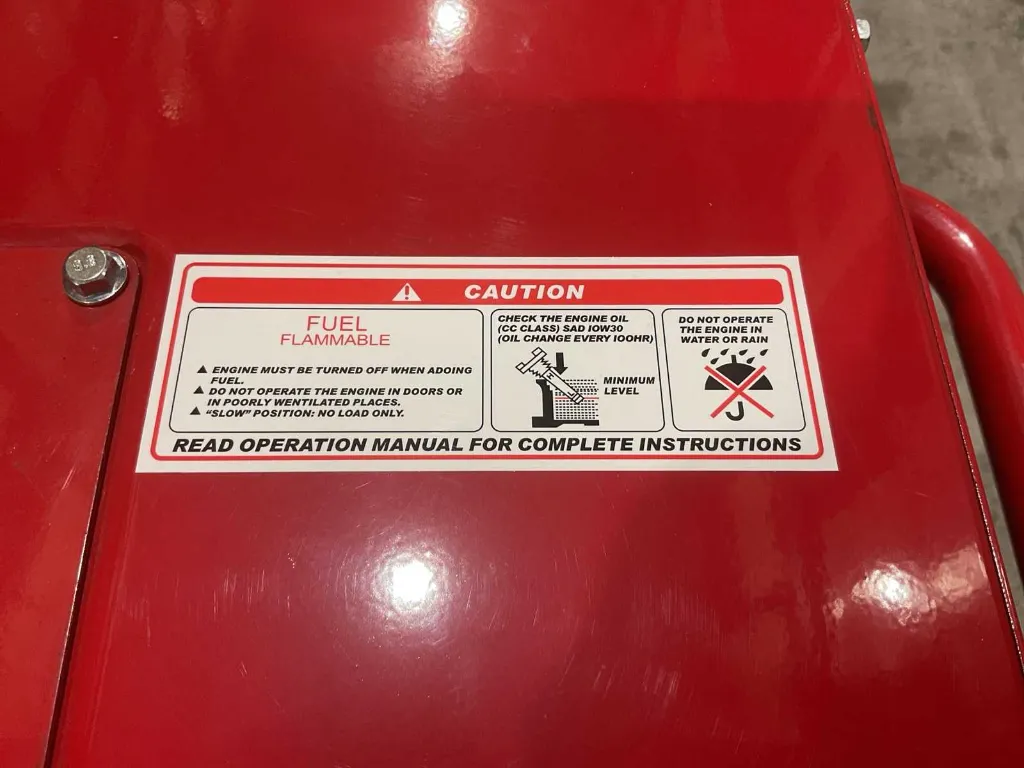 8.8
CAUTION
FUEL
FLAMMABLE
ENGINE MUST BE TURNED OFF WHEN ADOING
FUEL.
DO NOT OPERATE THE ENGINE IN DOORS OR
IN POORLY WENTILATED PLACES.
"SLOW" POSITION: NO LOAD ONLY.
CHECK THE ENGINE OIL
(CC CLASS) SAD IOW30
(OIL CHANGE EVERY IOOHR)
MINIMUM
LEVEL
DO NOT OPERATE
THE ENGINE IN
WATER OR RAIN
READ OPERATION MANUAL FOR COMPLETE INSTRUCTIONS